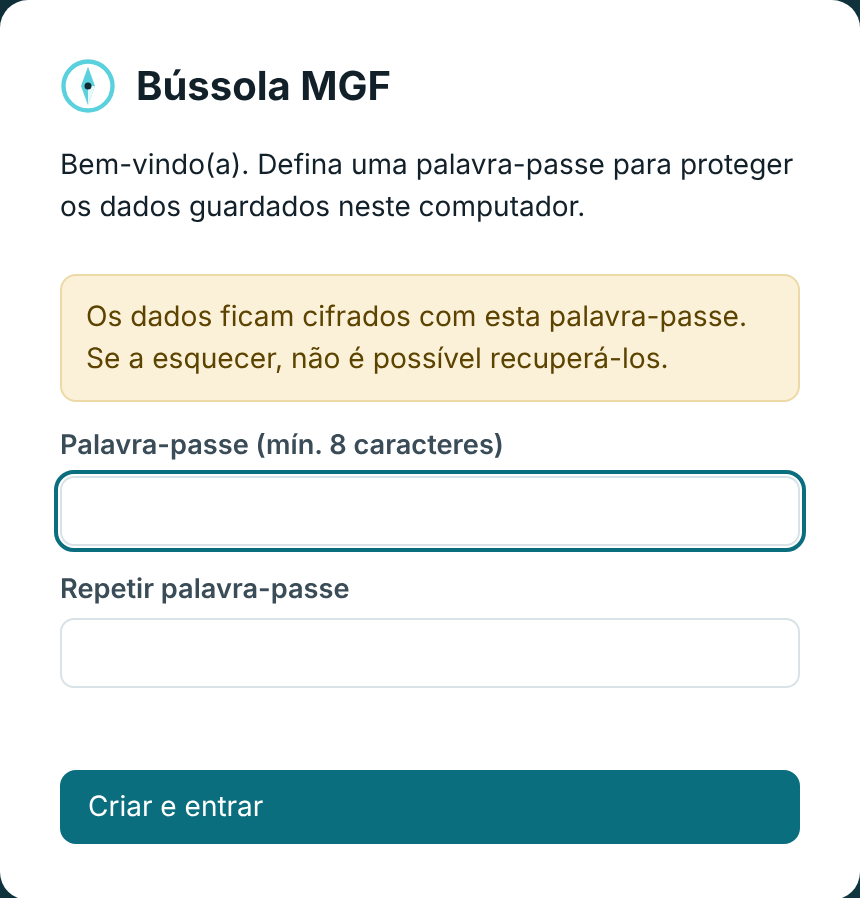 Bússola MGF
Bem-vindo(a). Defina uma palavra-passe para proteger
os dados guardados neste computador.
Os dados ficam cifrados com esta palavra-passe.
Se a esquecer, não é possível recuperá-los.
Palavra-passe (mín. 8 caracteres)
Repetir palavra-passe
Criar e entrar